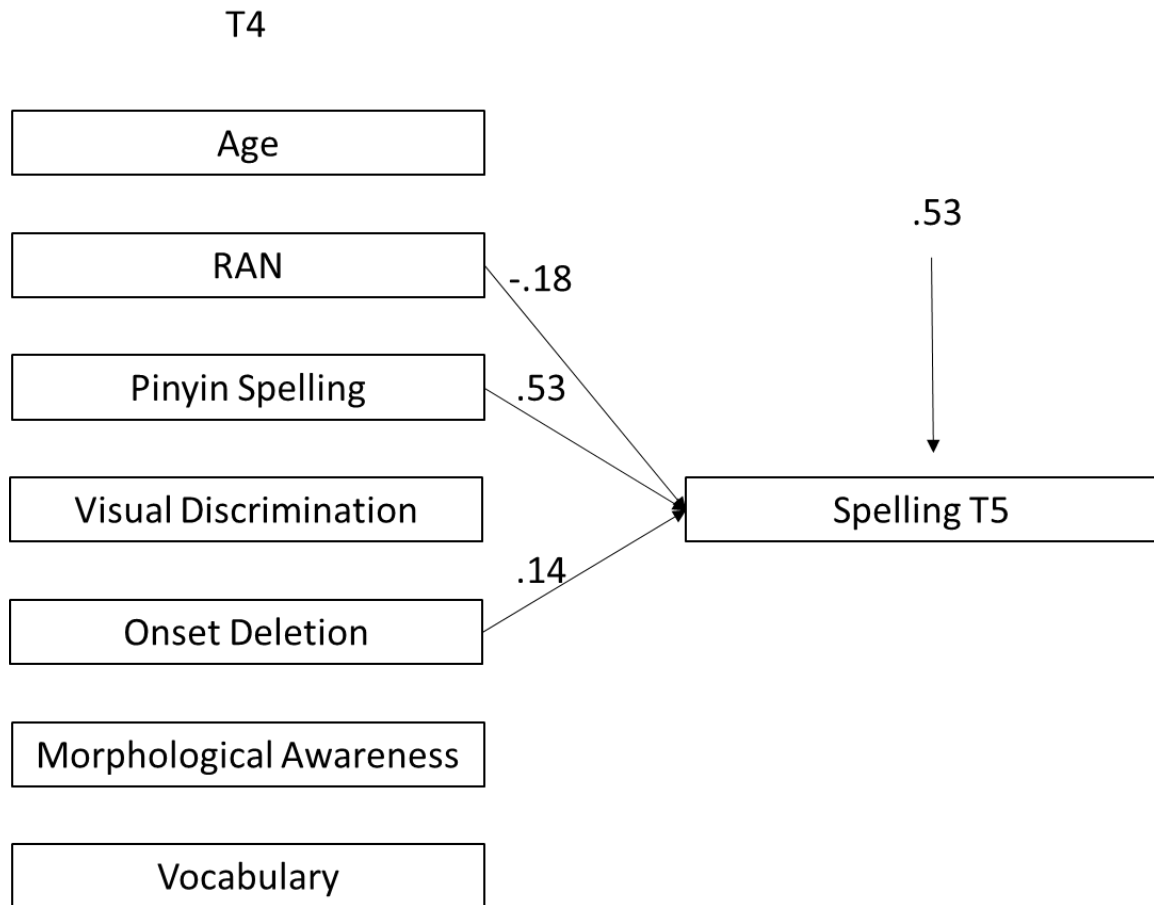 T4
Age
.53
RAN
-.18
Pinyin Spelling
.53
Visual Discrimination
Spelling T5
.14
Onset Deletion
Morphological Awareness
Vocabulary